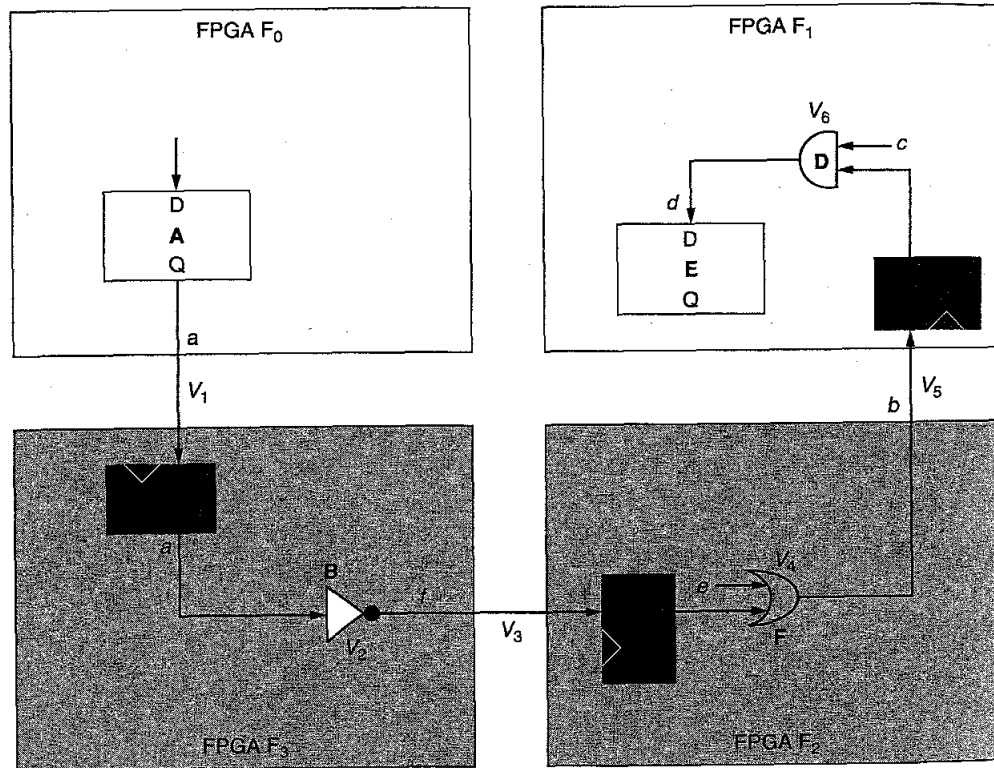 FPGA F₀
D
A
Q
a
V₁
FPGA F₁
V₆
c
D
d
D
E
Q
b
V₅
a
B
f
V₂
V₃
FPGA F₃
V₄
e
F
FPGA F₂